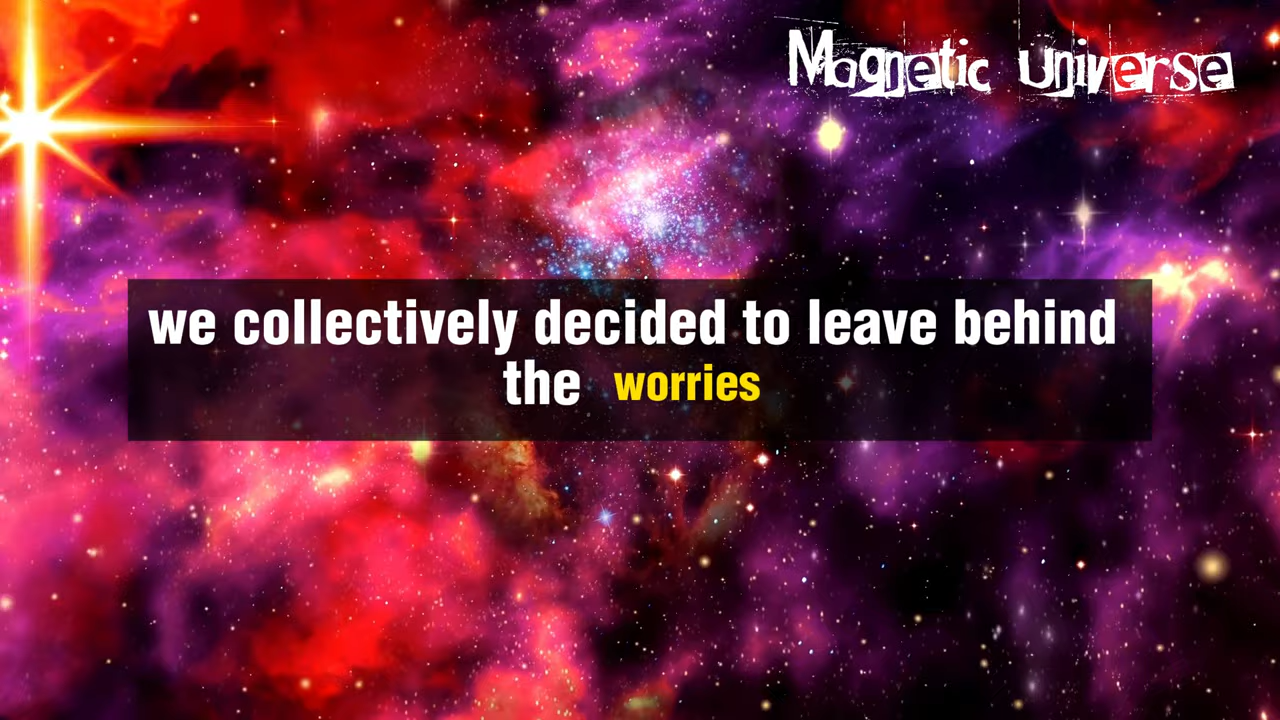 Magnetic Universe
we collectively decided to leave behind
the worries